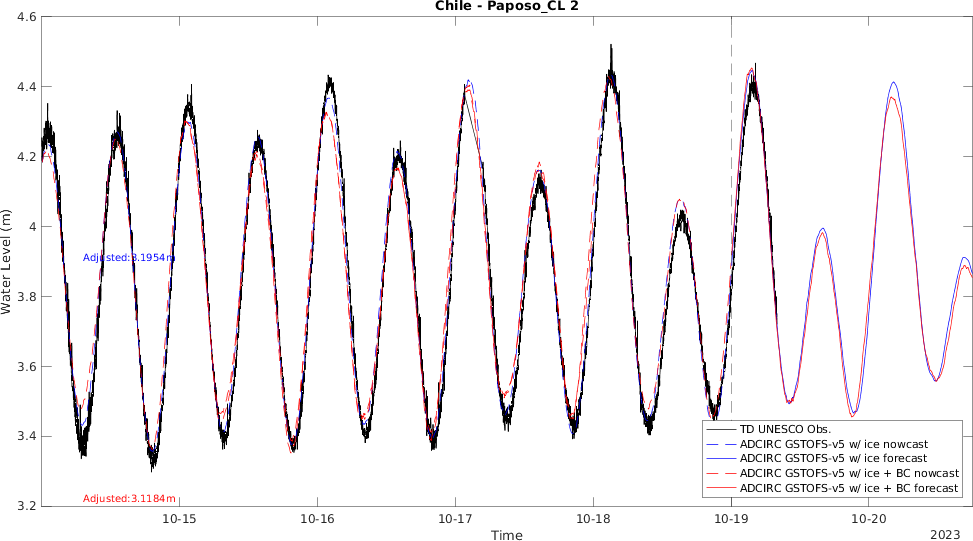 Chile - Paposo_CL 2
4.6
4.4
4.2
4
3.8
3.6
3.4
3.2
Water Level (m)
Adjusted:3.1954m
Adjusted:3.1184m
TD UNESCO Obs.
ADCIRC GSTOFS-v5 w/ ice nowcast
ADCIRC GSTOFS-v5 w/ ice forecast
ADCIRC GSTOFS-v5 w/ ice + BC nowcast
ADCIRC GSTOFS-v5 w/ ice + BC forecast
10-15 10-16 10-17 10-18 10-19 10-20
Time
2023